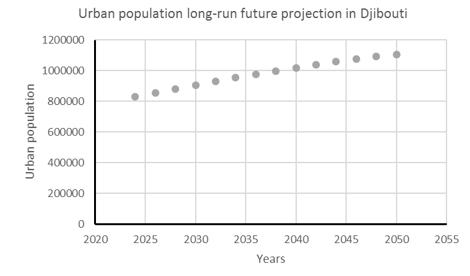 Urban population long-run future projection in Djibouti
1200000
1000000
800000
600000
400000
200000
0
Urban population
2020 2025 2030 2035 2040 2045 2050 2055
Years